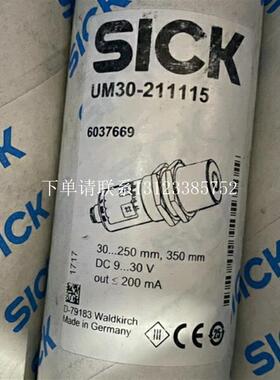 SICK
UM30-211115
6037669
下单请联系13123385752
30...250 mm, 350 mm
DC 9...30 V
out ≤ 200 mA
1717
D-79183 Waldkirch
Made in Germany
SICK
SICK